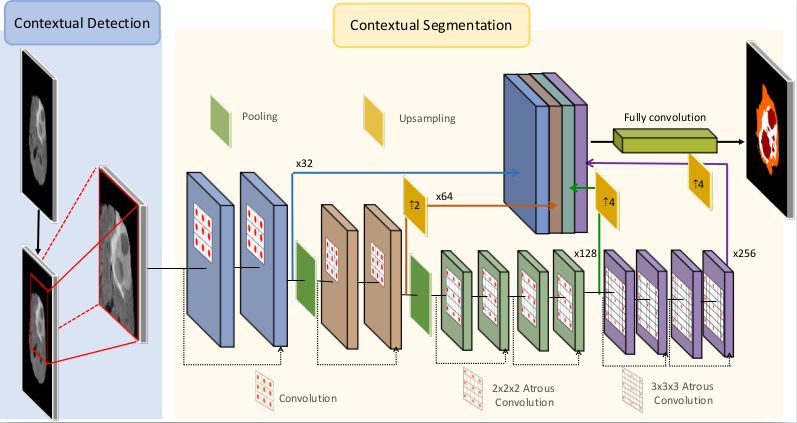 Contextual Detection
Contextual Segmentation
Pooling
Upsampling
Fully convolution
x32
↑2
x64
↑4
↑4
x128
x256
Convolution
2x2x2 Atrous
Convolution
3x3x3 Atrous
Convolution